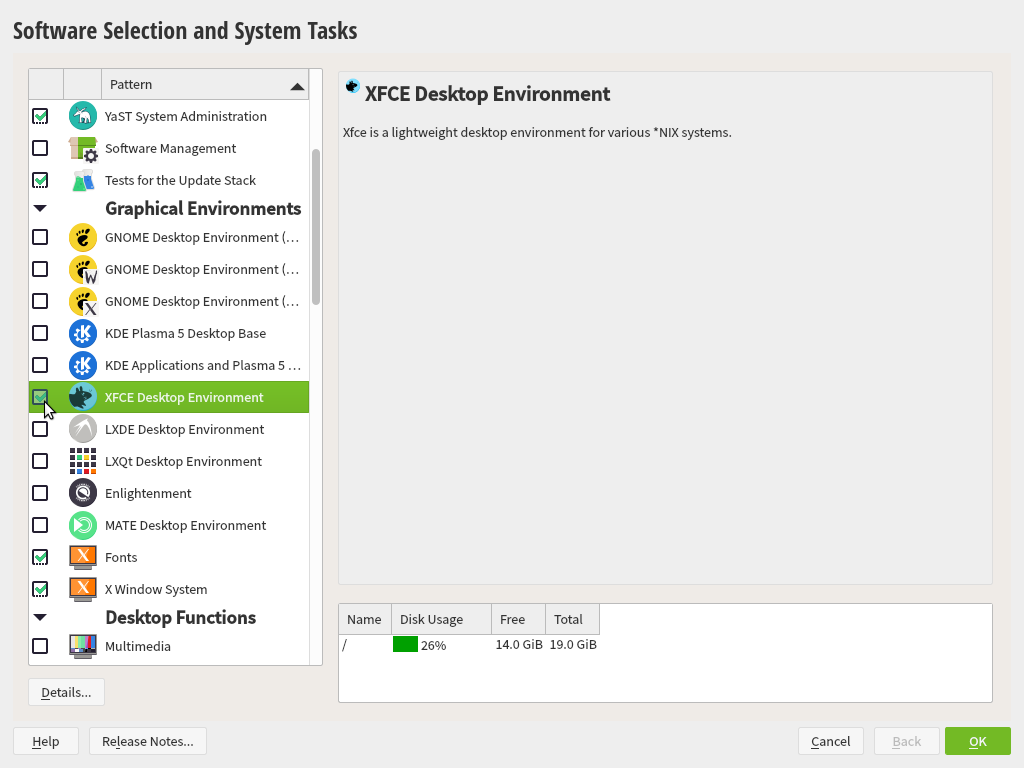 Software Selection and System Tasks
Pattern
YaST System Administration
Software Management
Tests for the Update Stack
Graphical Environments
GNOME Desktop Environment (…
GNOME Desktop Environment (…
GNOME Desktop Environment (…
KDE Plasma 5 Desktop Base
KDE Applications and Plasma 5 …
XFCE Desktop Environment
LXDE Desktop Environment
LXQt Desktop Environment
Enlightenment
MATE Desktop Environment
Fonts
X Window System
Desktop Functions
Multimedia
Details...
XFCE Desktop Environment
Xfce is a lightweight desktop environment for various *NIX systems.
Name Disk Usage Free Total
/ 26% 14.0 GiB 19.0 GiB
Help Release Notes... Cancel Back OK